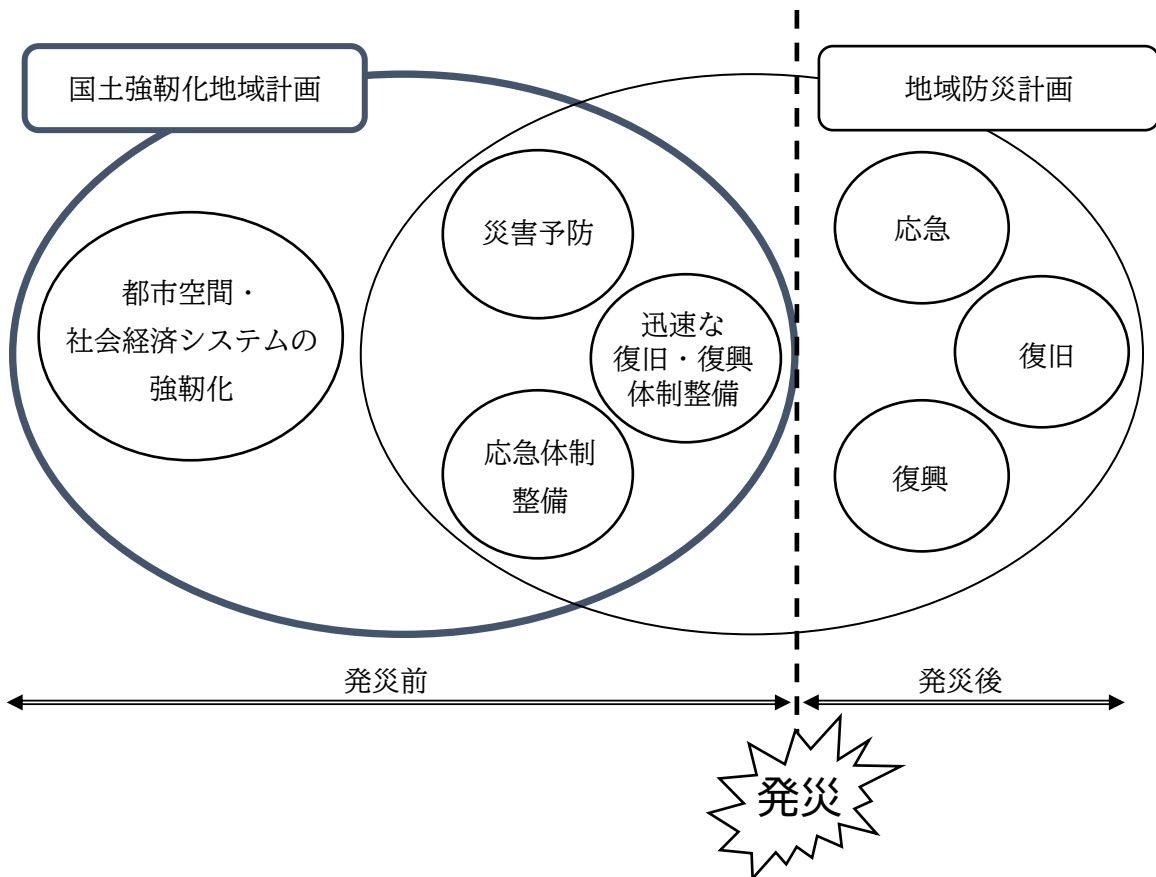 国土強靭化地域計画
地域防災計画
都市空間・
社会経済システムの
強靭化
災害予防
迅速な
復旧・復興
体制整備
応急体制
整備
応急
復旧
復興
発災前
発災後
発災